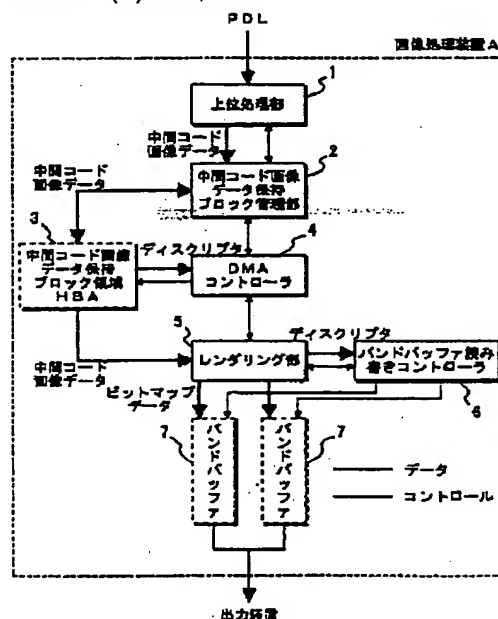 PDL
画像処理装置A
1
上位処理部
中間コード
画像データ
2
中間コード
画像データ
中間コード画像
データ保持
ブロック管理部
3
ディスクリプタ
4
中間コード画像
データ保持
ブロック領域
HBA
DMA
コントローラ
5
ディスクリプタ
レンダリング部
バンドバッファ読み
書きコントローラ
6
中間コード
画像データ
ビットマップ
データ
7
バンドバッファ
7
バンドバッファ
データ
コントロール
出力装置